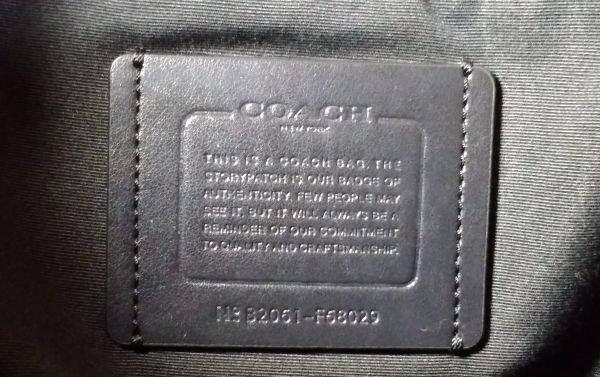 COACH
NEW YORK
THIS IS A COACH BAG. THE
STORYPATCH IS OUR BADGE OF
AUTHENTICITY. FEW PEOPLE MAY
SEE IT, BUT IT WILL ALWAYS BE A
REMINDER OF OUR COMMITMENT
TO QUALITY AND CRAFTSMANSHIP.
B2061-F68029